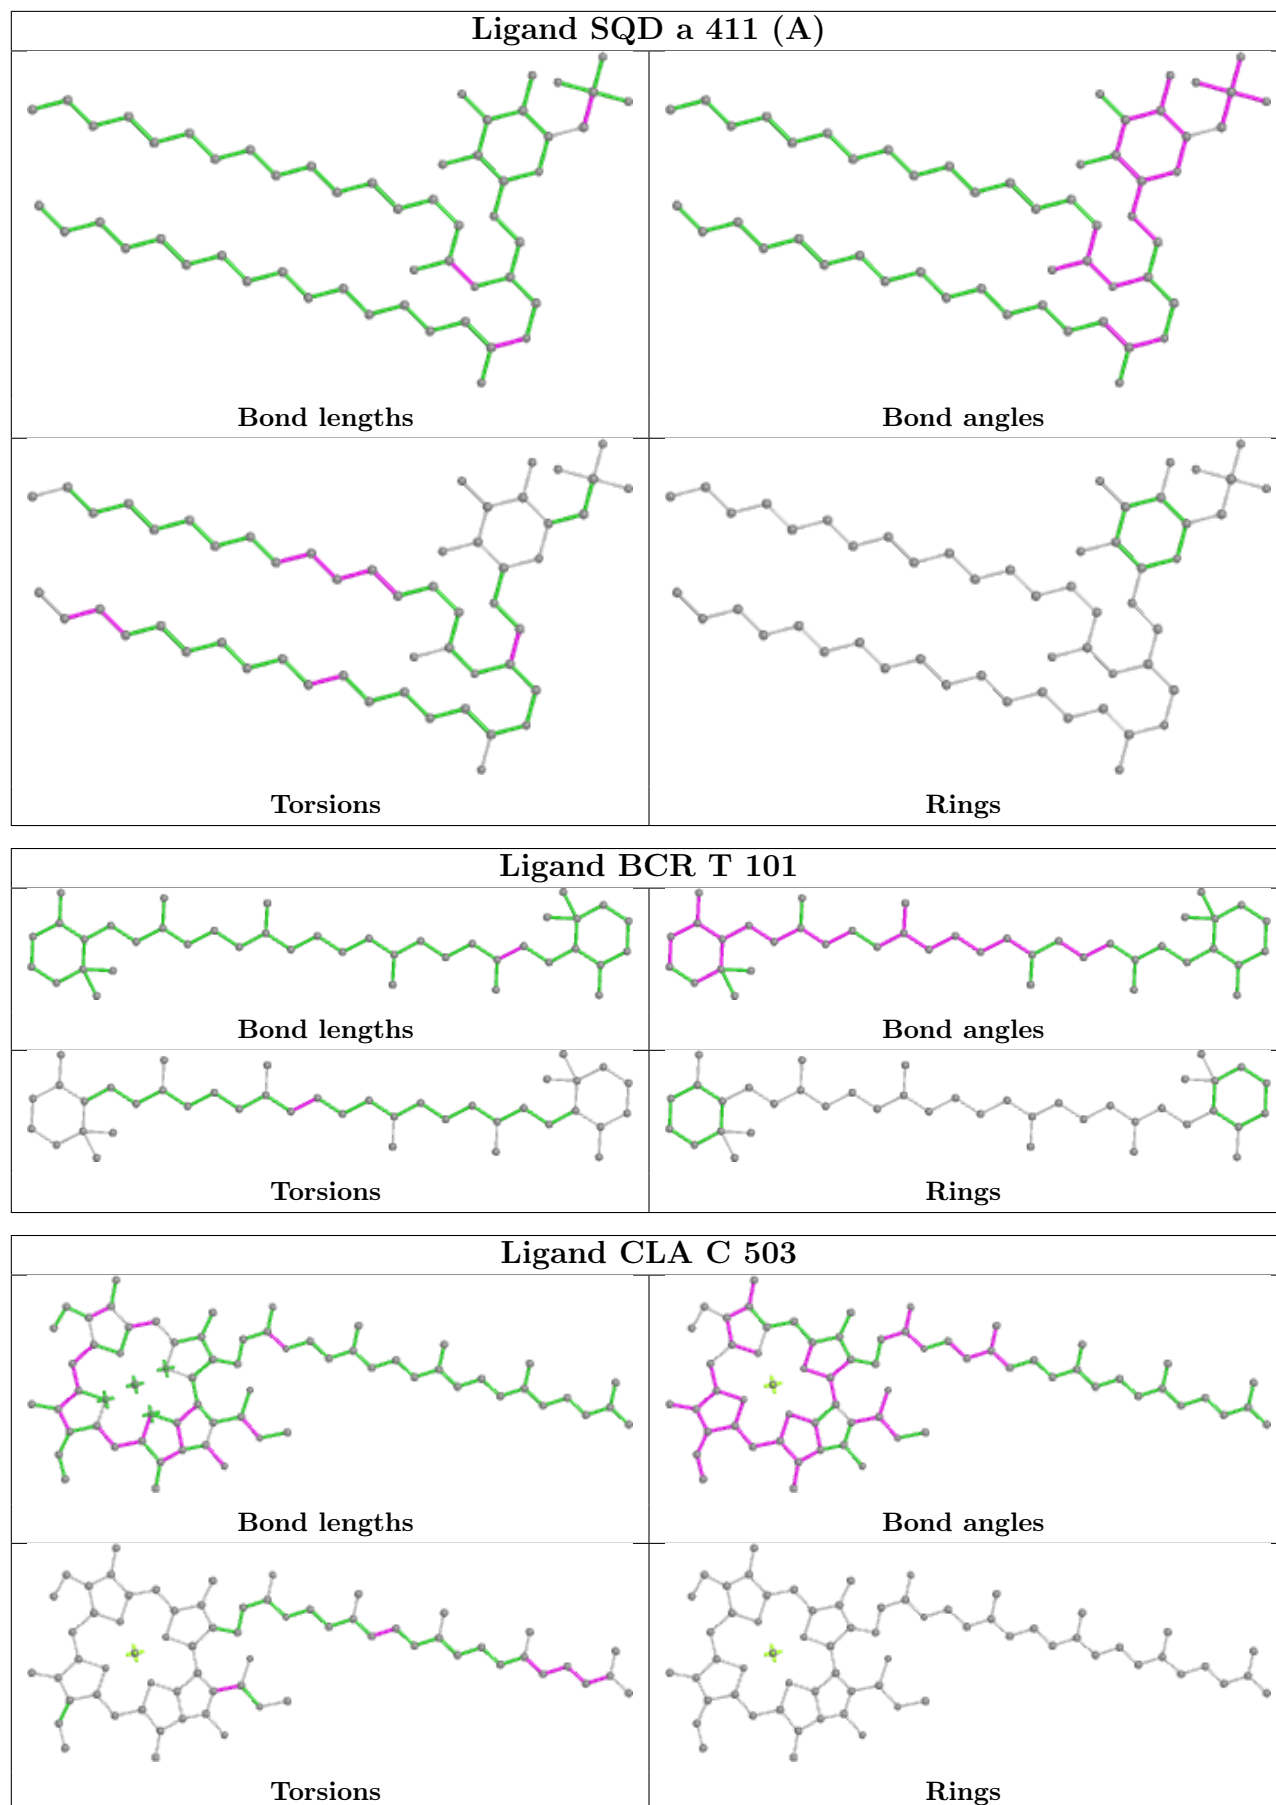 Ligand SQD a 411 (A)
Bond lengths
Bond angles
Torsions
Rings
Ligand BCR T 101
Bond lengths
Bond angles
Torsions
Rings
Ligand CLA C 503
Bond lengths
Bond angles
Torsions
Rings